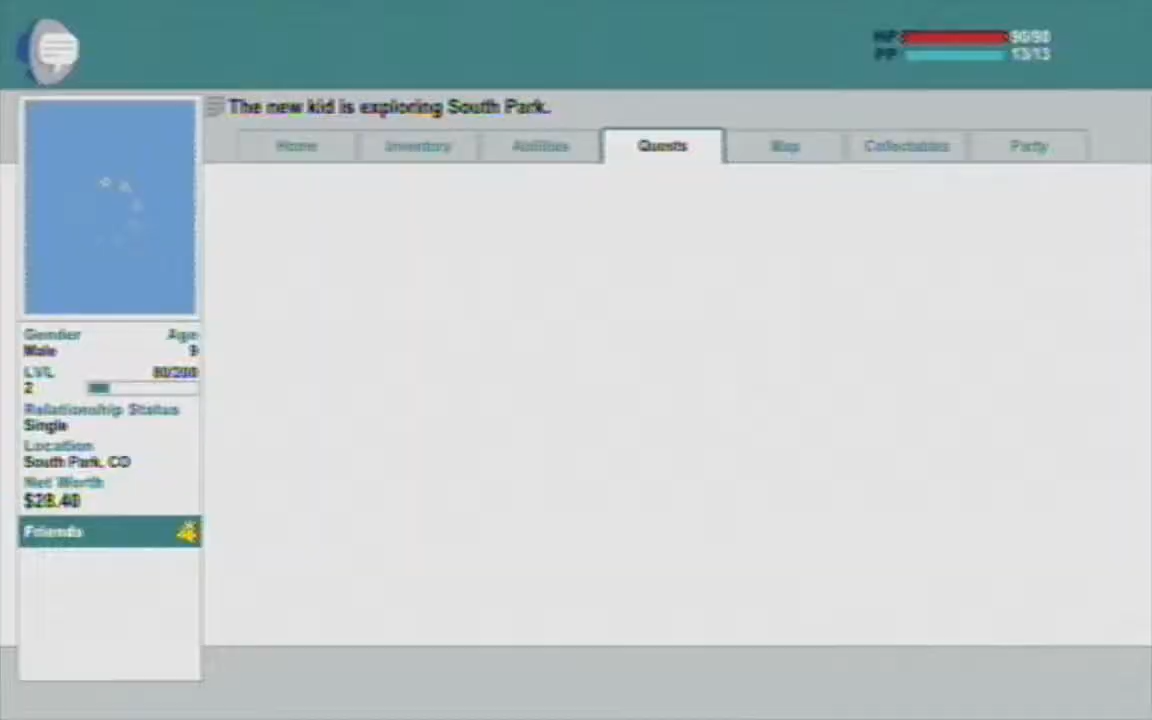 HP 90/90
PP 13/13
The new kid is exploring South Park.
Home Inventory Abilities Quests Map Collectables Party
Gender Age
Male 9
LVL 80/200
2
Relationship Status
Single
Location
South Park, CO
Net Worth
$28.40
Friends